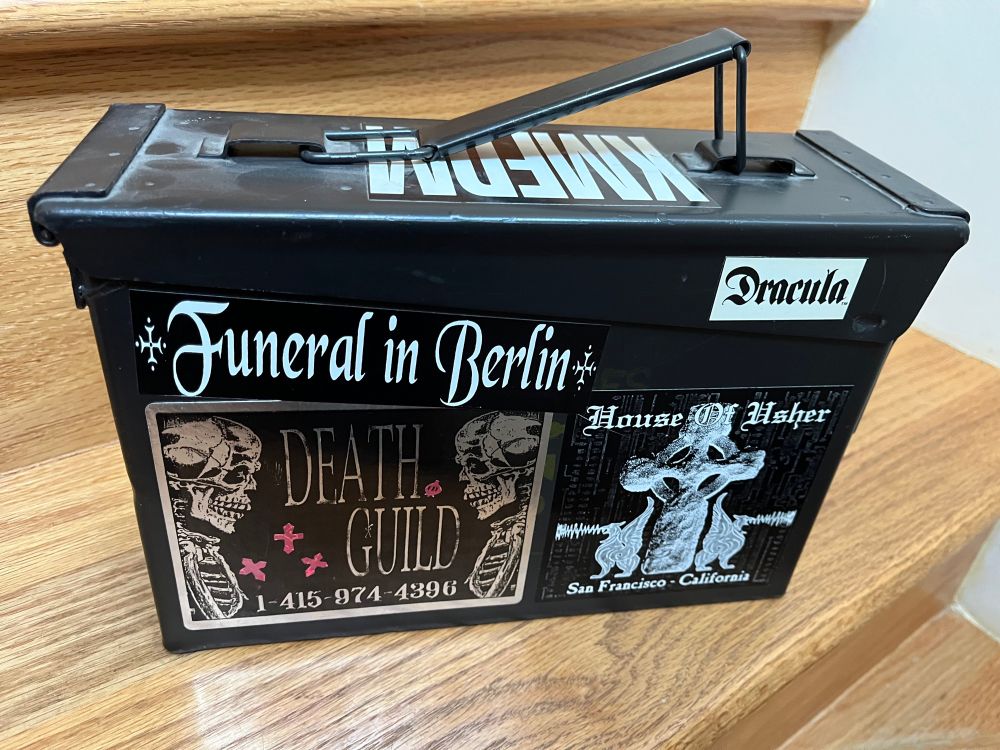 KMFDM
Dracula
Funeral in Berlin
House Of Usher
DEATH
GUILD
1-415-974-4396
San Francisco - California